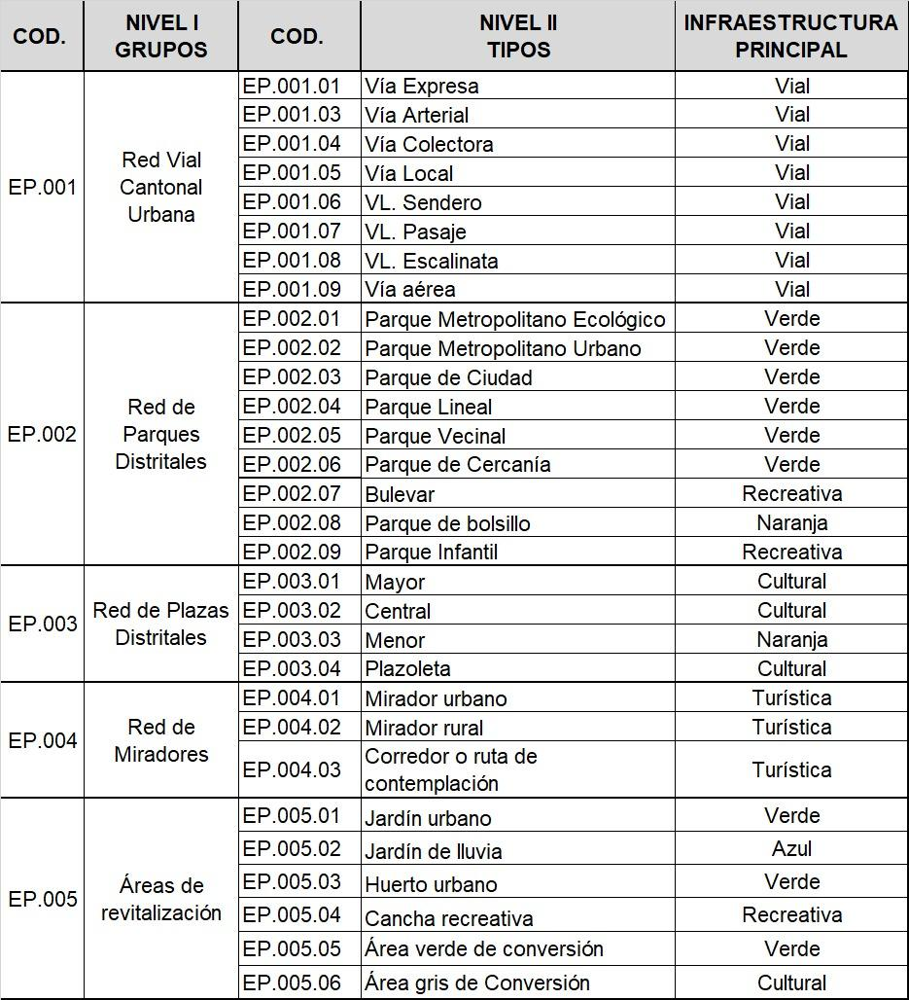 COD. NIVEL I GRUPOS COD. NIVEL II TIPOS INFRAESTRUCTURA PRINCIPAL
EP.001 Red Vial Cantonal Urbana
EP.001.01 Vía Expresa Vial
EP.001.03 Vía Arterial Vial
EP.001.04 Vía Colectora Vial
EP.001.05 Vía Local Vial
EP.001.06 VL. Sendero Vial
EP.001.07 VL. Pasaje Vial
EP.001.08 VL. Escalinata Vial
EP.001.09 Vía aérea Vial
EP.002 Red de Parques Distritales
EP.002.01 Parque Metropolitano Ecológico Verde
EP.002.02 Parque Metropolitano Urbano Verde
EP.002.03 Parque de Ciudad Verde
EP.002.04 Parque Lineal Verde
EP.002.05 Parque Vecinal Verde
EP.002.06 Parque de Cercanía Verde
EP.002.07 Bulevar Recreativa
EP.002.08 Parque de bolsillo Naranja
EP.002.09 Parque Infantil Recreativa
EP.003 Red de Plazas Distritales
EP.003.01 Mayor Cultural
EP.003.02 Central Cultural
EP.003.03 Menor Naranja
EP.003.04 Plazoleta Cultural
EP.004 Red de Miradores
EP.004.01 Mirador urbano Turística
EP.004.02 Mirador rural Turística
EP.004.03 Corredor o ruta de contemplación Turística
EP.005 Áreas de revitalización
EP.005.01 Jardín urbano Verde
EP.005.02 Jardín de lluvia Azul
EP.005.03 Huerto urbano Verde
EP.005.04 Cancha recreativa Recreativa
EP.005.05 Área verde de conversión Verde
EP.005.06 Área gris de Conversión Cultural